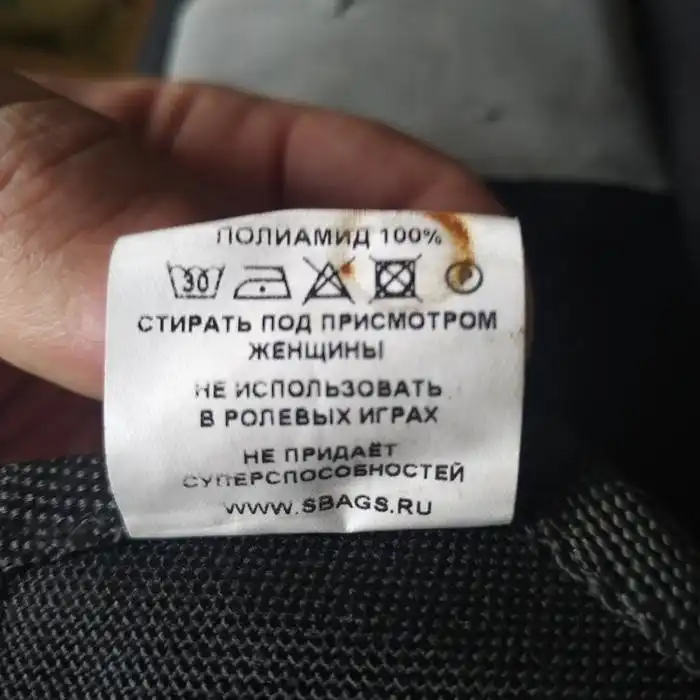 ПОЛИАМИД 100%
30
СТИРАТЬ ПОД ПРИСМОТРОМ
ЖЕНЩИНЫ
НЕ ИСПОЛЬЗОВАТЬ
В РОЛЕВЫХ ИГРАХ
НЕ ПРИДАЁТ
СУПЕРСПОСОБНОСТЕЙ
WWW.SBAGS.RU